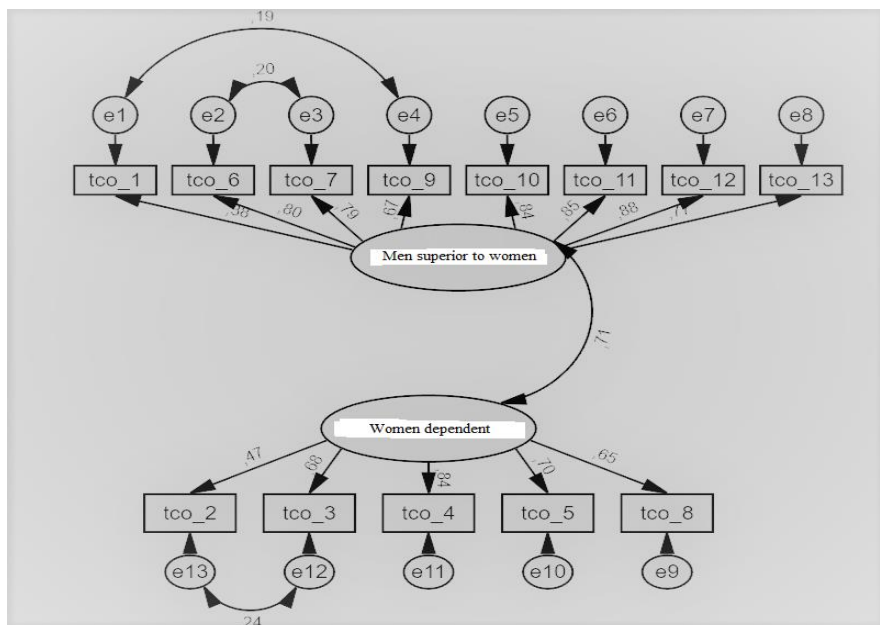 ,19
,20
e1 e2 e3 e4 e5 e6 e7 e8
tco_1 tco_6 tco_7 tco_9 tco_10 tco_11 tco_12 tco_13
,80 ,79 ,67 ,84 ,85 ,88
Men superior to women
,71
Women dependent
,47 ,68 ,84 ,70 ,65
tco_2 tco_3 tco_4 tco_5 tco_8
e13 e12 e11 e10 e9
,24